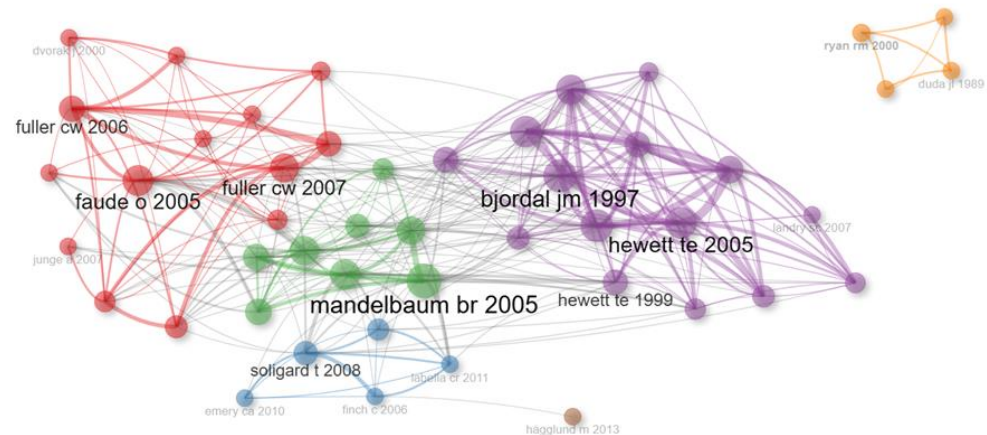 dvorak j 2000
ryan rm 2000
duda jl 1989
fuller cw 2006
fuller cw 2007
faude o 2005
bjordal jm 1997
landry sc 2007
hewett te 2005
junge a 2007
hewett te 1999
mandelbaum br 2005
soligard t 2008
labella cr 2011
emery ca 2010
finch c 2006
hagglund m 2013